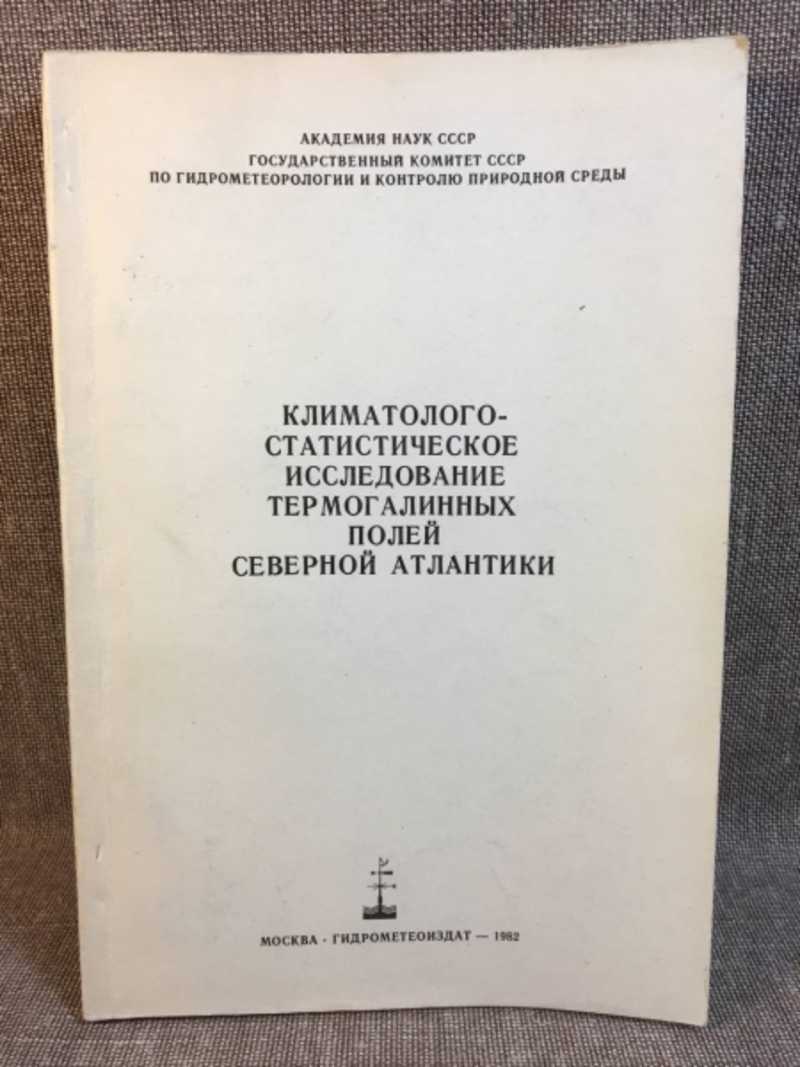 АКАДЕМИЯ НАУК СССР
ГОСУДАРСТВЕННЫЙ КОМИТЕТ СССР
ПО ГИДРОМЕТЕОРОЛОГИИ И КОНТРОЛЮ ПРИРОДНОЙ СРЕДЫ
КЛИМАТОЛОГО-
СТАТИСТИЧЕСКОЕ
ИССЛЕДОВАНИЕ
ТЕРМОГАЛИННЫХ
ПОЛЕЙ
СЕВЕРНОЙ АТЛАНТИКИ
МОСКВА · ГИДРОМЕТЕОИЗДАТ — 1982